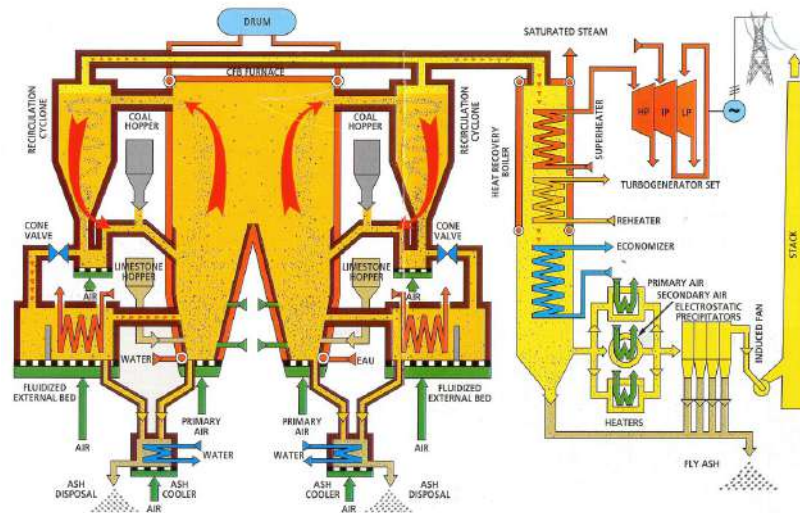 DRUM
SATURATED STEAM
CFB FURNACE
RECIRCULATION
CYCLONE
COAL
HOPPER
COAL
HOPPER
RECIRCULATION
CYCLONE
HEAT RECOVERY
BOILER
SUPERHEATER
HP
IP
LP
TURBOGENERATOR SET
REHEATER
ECONOMIZER
STACK
CONE
VALVE
CONE
VALVE
LIMESTONE
HOPPER
LIMESTONE
HOPPER
AIR
AIR
PRIMARY AIR
SECONDARY AIR
ELECTROSTATIC
PRECIPITATORS
INDUCED FAN
WATER
EAU
FLUIDIZED
EXTERNAL BED
FLUIDIZED
EXTERNAL BED
PRIMARY
AIR
PRIMARY
AIR
HEATERS
AIR
AIR
WATER
WATER
FLY ASH
ASH
DISPOSAL
ASH
COOLER
ASH
COOLER
ASH
DISPOSAL
AIR
AIR